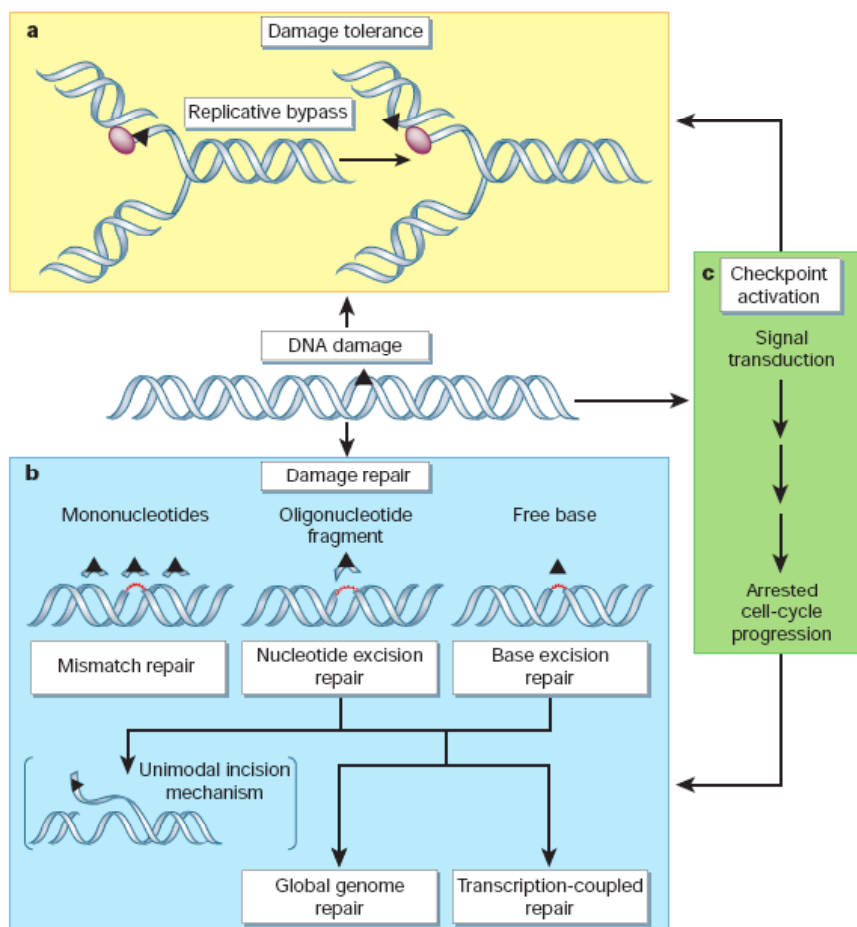 a
Damage tolerance
Replicative bypass
c
Checkpoint
activation
Signal
transduction
Arrested
cell-cycle
progression
DNA damage
b
Damage repair
Mononucleotides
Oligonucleotide
fragment
Free base
Mismatch repair
Nucleotide excision
repair
Base excision
repair
Unimodal incision
mechanism
Global genome
repair
Transcription-coupled
repair